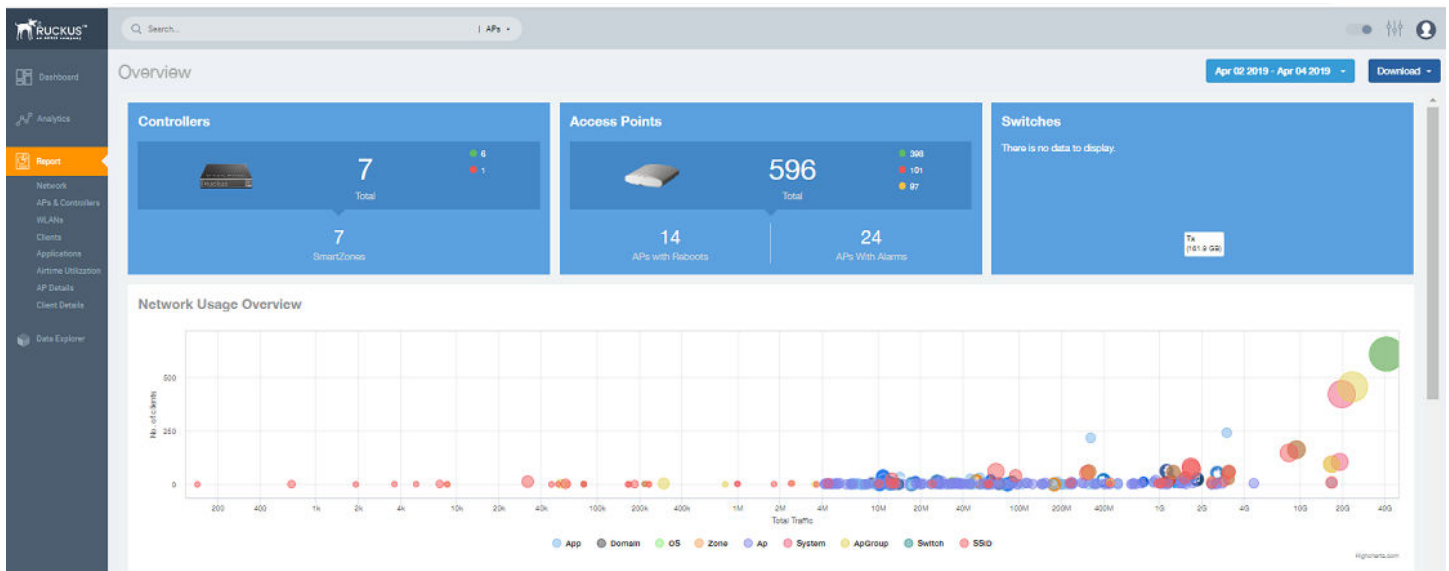 RUCKUS™
Search...
| APs
Overview
Apr 02 2019 - Apr 04 2019
Download
Dashboard
Analytics
Report
Network
APs & Controllers
WLANs
Clients
Applications
Airtime Utilization
AP Details
Client Details
Data Explorer
Controllers
7
Total
6
1
7
SmartZones
Access Points
596
Total
398
101
97
14
APs with Reboots
24
APs With Alarms
Switches
There is no data to display.
Tx
(161.9 GB)
Network Usage Overview
No. of clients
500
250
0
200 400 1k 2k 4k 10k 20k 40k 100k 200k 400k 1M 2M 4M 10M 20M 40M 100M 200M 400M 1G 2G 4G 10G 20G 40G
Total Traffic
App Domain OS Zone Ap System ApGroup Switch SSID
Highcharts.com